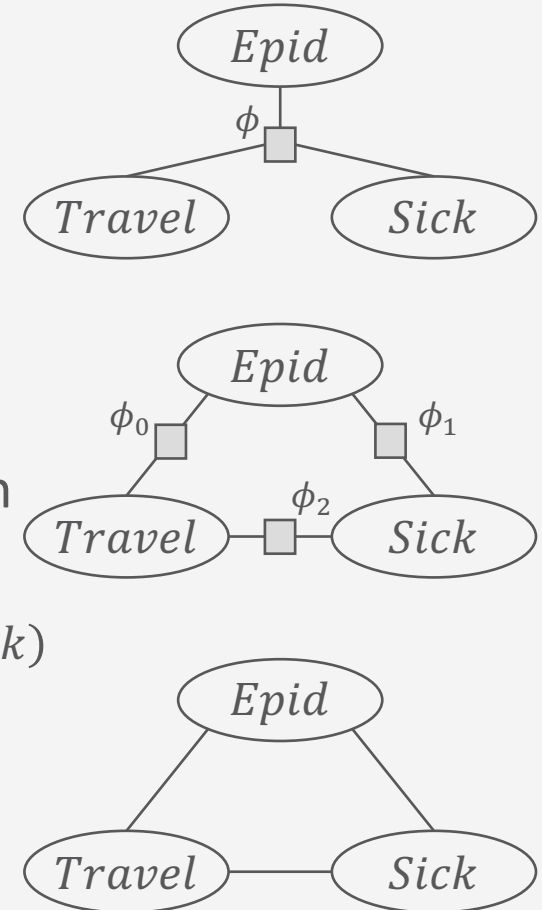 Epid
ϕ
Travel Sick
Epid
ϕ₀ ϕ₁
ϕ₂
Travel Sick
k)
Epid
Travel Sick